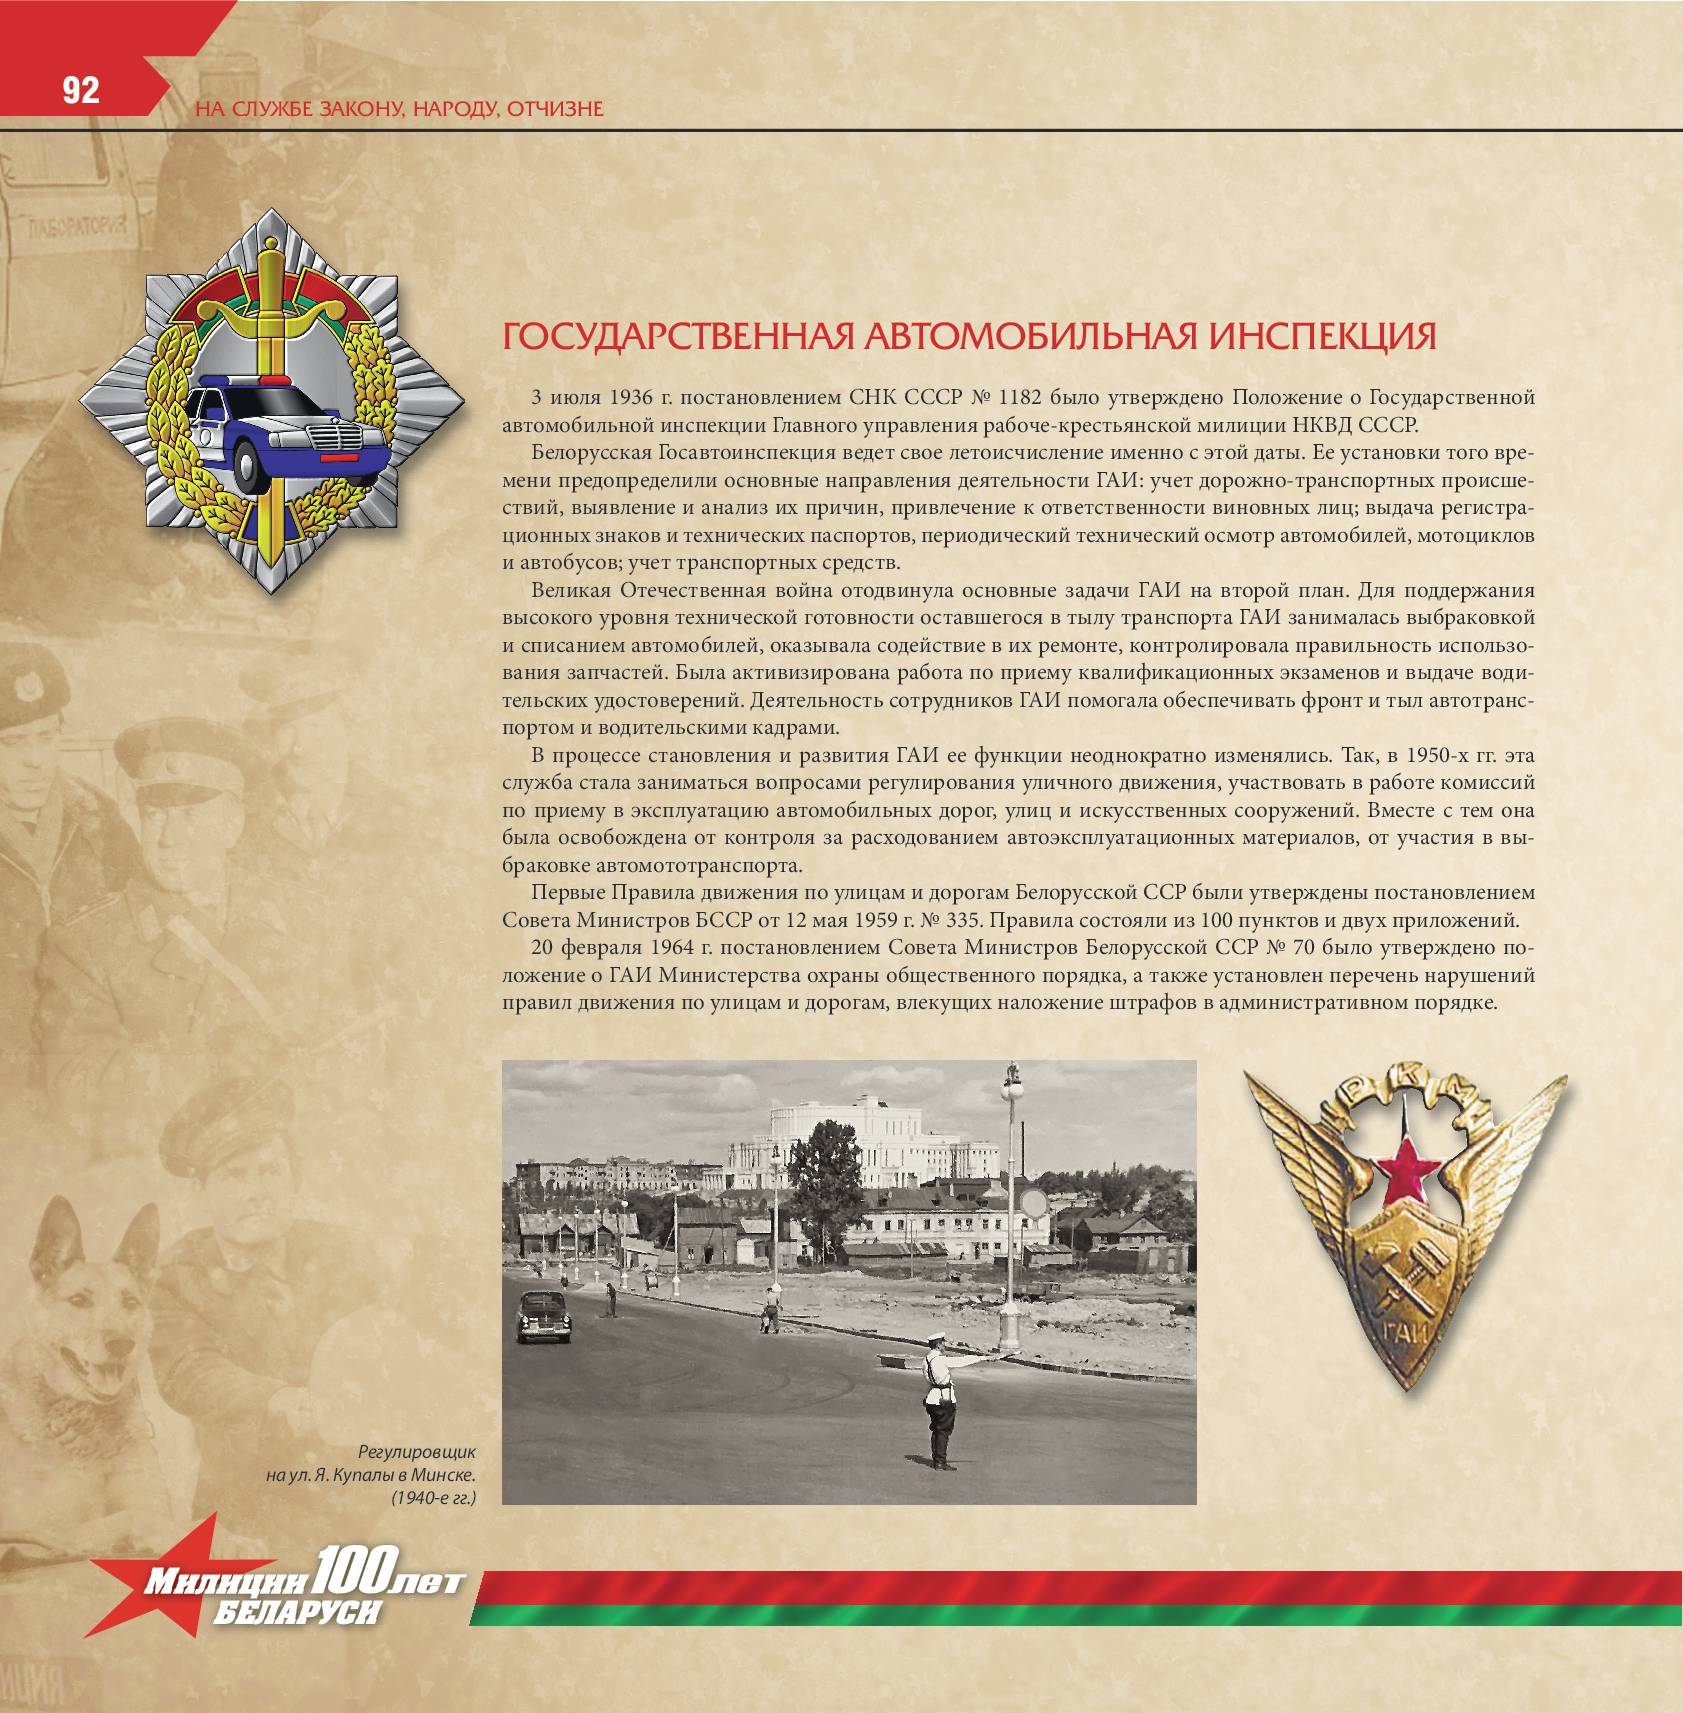 92
НА СЛУЖБЕ ЗАКОНУ, НАРОДУ, ОТЧИЗНЕ
ЛАБОРАТОРИЯ
ГОСУДАРСТВЕННАЯ АВТОМОБИЛЬНАЯ ИНСПЕКЦИЯ
3 июля 1936 г. постановлением СНК СССР № 1182 было утверждено Положение о Государственной
автомобильной инспекции Главного управления рабоче-крестьянской милиции НКВД СССР.
Белорусская Госавтоинспекция ведет свое летоисчисление именно с этой даты. Ее установки того вре-
мени предопределили основные направления деятельности ГАИ: учет дорожно-транспортных происше-
ствий, выявление и анализ их причин, привлечение к ответственности виновных лиц; выдача регистра-
ционных знаков и технических паспортов, периодический технический осмотр автомобилей, мотоциклов
и автобусов; учет транспортных средств.
Великая Отечественная война отодвинула основные задачи ГАИ на второй план. Для поддержания
высокого уровня технической готовности оставшегося в тылу транспорта ГАИ занималась выбраковкой
и списанием автомобилей, оказывала содействие в их ремонте, контролировала правильность использо-
вания запчастей. Была активизирована работа по приему квалификационных экзаменов и выдаче води-
тельских удостоверений. Деятельность сотрудников ГАИ помогала обеспечивать фронт и тыл автотранс-
портом и водительскими кадрами.
В процессе становления и развития ГАИ ее функции неоднократно изменялись. Так, в 1950-х гг. эта
служба стала заниматься вопросами регулирования уличного движения, участвовать в работе комиссий
по приему в эксплуатацию автомобильных дорог, улиц и искусственных сооружений. Вместе с тем она
была освобождена от контроля за расходованием автоэксплуатационных материалов, от участия в вы-
браковке автомототранспорта.
Первые Правила движения по улицам и дорогам Белорусской ССР были утверждены постановлением
Совета Министров БССР от 12 мая 1959 г. № 335. Правила состояли из 100 пунктов и двух приложений.
20 февраля 1964 г. постановлением Совета Министров Белорусской ССР № 70 было утверждено по-
ложение о ГАИ Министерства охраны общественного порядка, а также установлен перечень нарушений
правил движения по улицам и дорогам, влекущих наложение штрафов в административном порядке.
РКМ
ГАИ
Регулировщик
на ул. Я. Купалы в Минске.
(1940-е гг.)
Милиции 100 лет
БЕЛАРУСИ